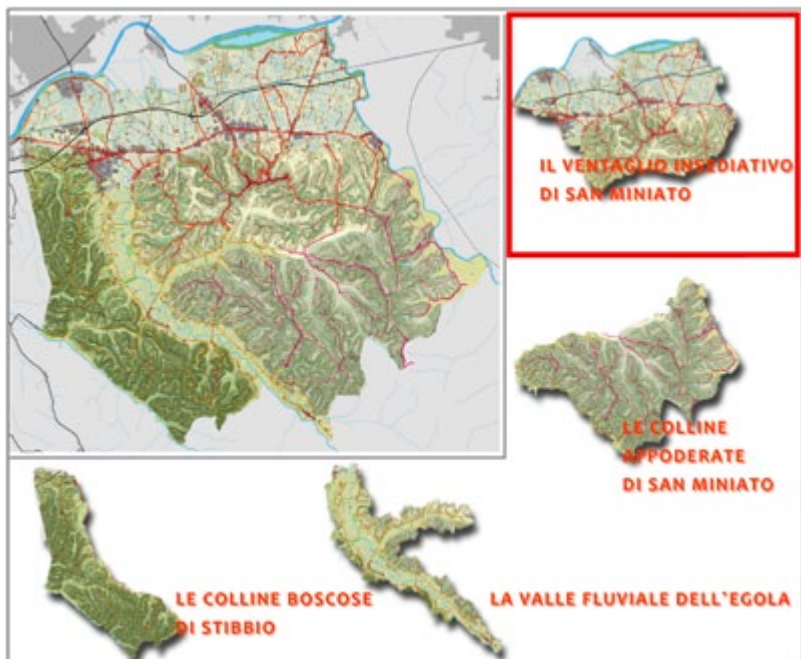 IL VENTAGLIO INSEDIATIVO
DI SAN MINIATO
LE COLLINE
APPODERATE
DI SAN MINIATO
LE COLLINE BOSCOSE
DI STIBBIO
LA VALLE FLUVIALE DELL`EGOLA